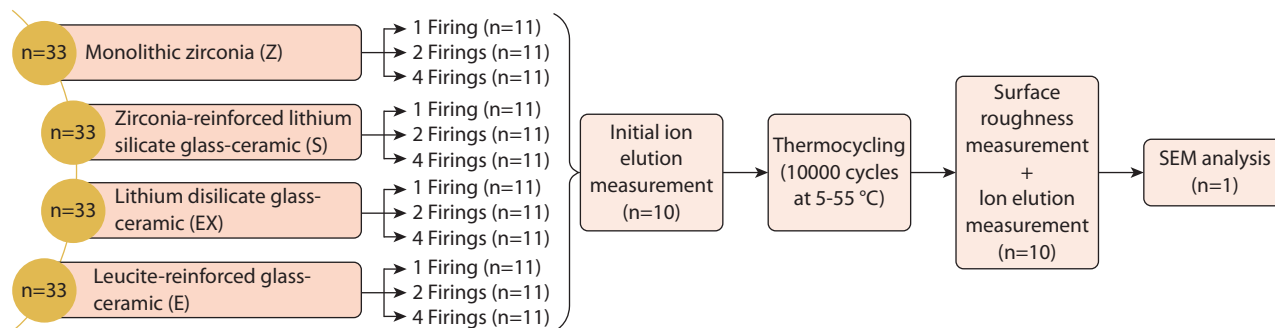 n=33
Monolithic zirconia (Z)
1 Firing (n=11)
2 Firings (n=11)
4 Firings (n=11)
n=33
Zirconia-reinforced lithium
silicate glass-ceramic (S)
1 Firing (n=11)
2 Firings (n=11)
4 Firings (n=11)
n=33
Lithium disilicate glass-
ceramic (EX)
1 Firing (n=11)
2 Firings (n=11)
4 Firings (n=11)
n=33
Leucite-reinforced glass-
ceramic (E)
1 Firing (n=11)
2 Firings (n=11)
4 Firings (n=11)
Initial ion
elution
measurement
(n=10)
Thermocycling
(10000 cycles
at 5-55 °C)
Surface
roughness
measurement
+
Ion elution
measurement
(n=10)
SEM analysis
(n=1)